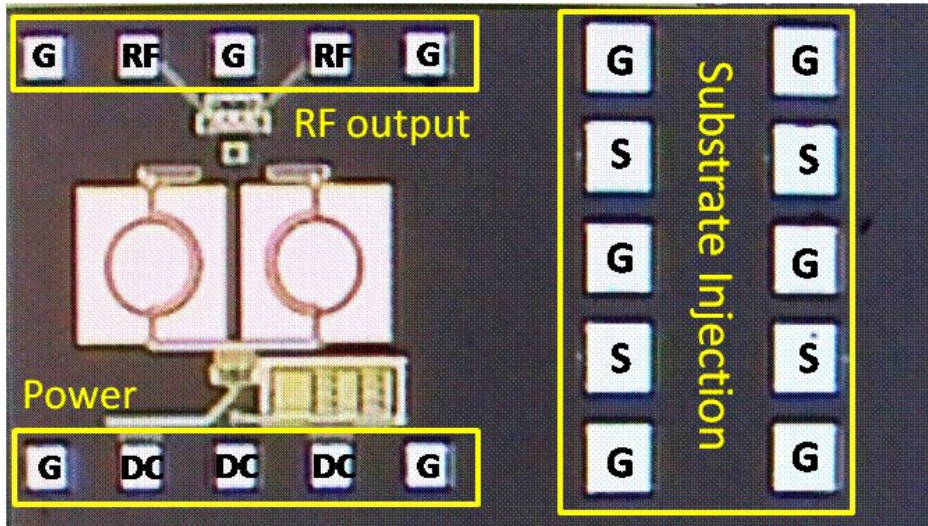 G RF G RF G
RF output
Power
G DC DC DC G
Substrate Injection
G G
S S
G G
S S
G G